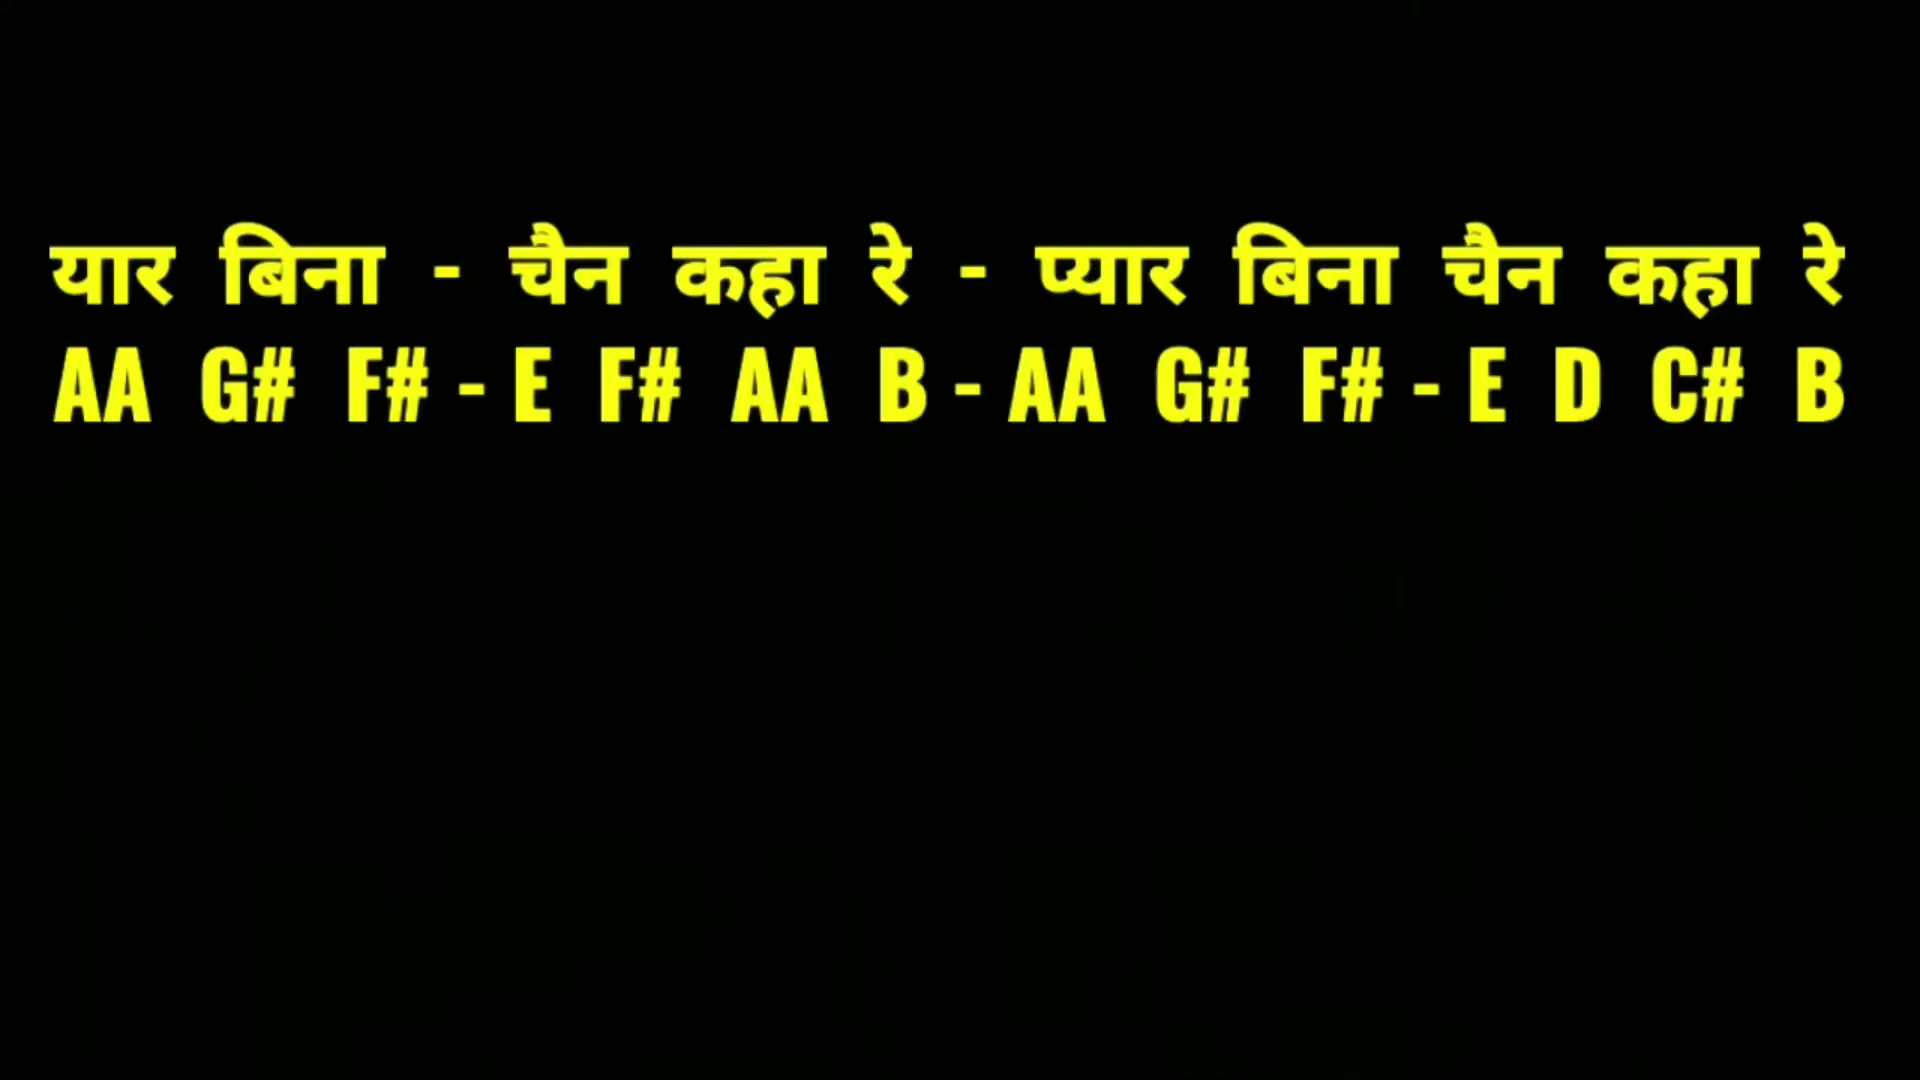 यार बिना - चैन कहा रे - प्यार बिना चैन कहा रे
AA G# F# - E F# AA B - AA G# F# - E D C# B